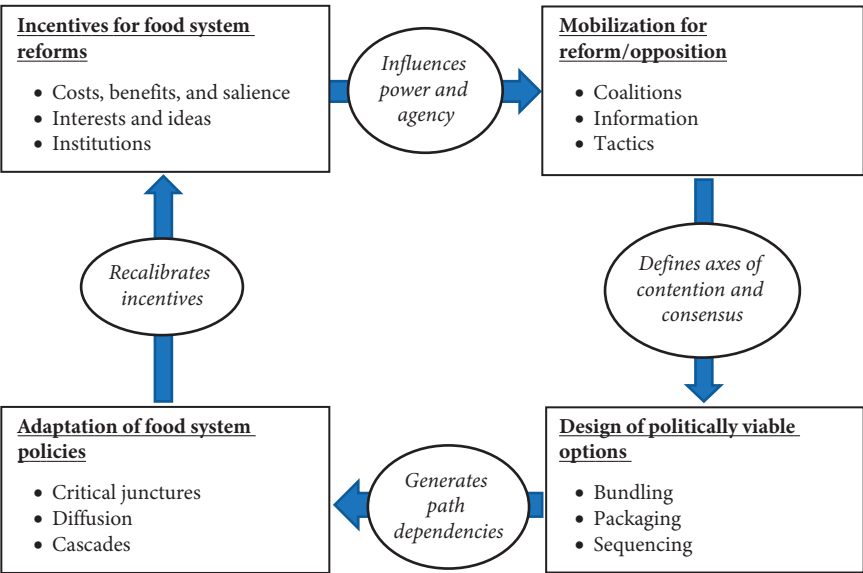 Incentives for food system
reforms
• Costs, benefits, and salience
• Interests and ideas
• Institutions
Influences
power and
agency
Mobilization for
reform/opposition
• Coalitions
• Information
• Tactics
Recalibrates
incentives
Defines axes of
contention and
consensus
Adaptation of food system
policies
• Critical junctures
• Diffusion
• Cascades
Generates
path
dependencies
Design of politically viable
options
• Bundling
• Packaging
• Sequencing